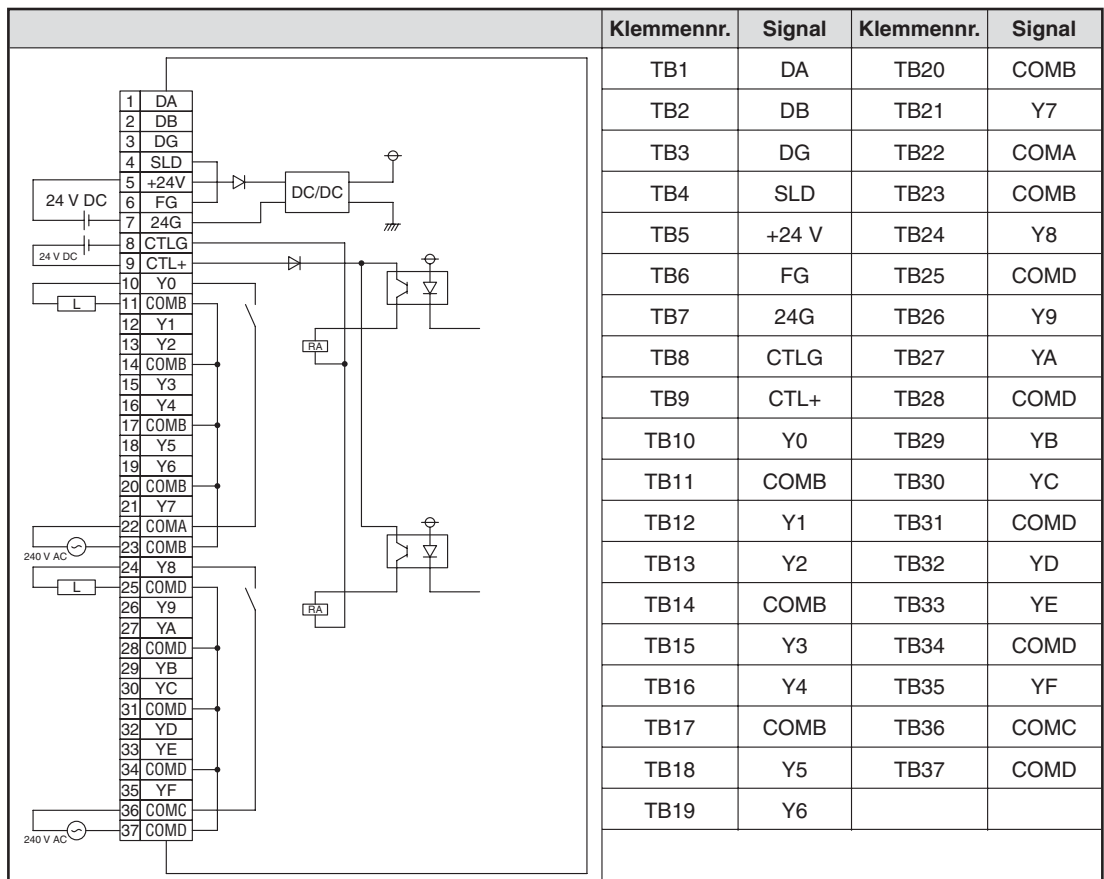 Klemmennr. Signal Klemmennr. Signal
TB1 DA TB20 COMB
TB2 DB TB21 Y7
TB3 DG TB22 COMA
TB4 SLD TB23 COMB
TB5 +24 V TB24 Y8
TB6 FG TB25 COMD
TB7 24G TB26 Y9
TB8 CTLG TB27 YA
TB9 CTL+ TB28 COMD
TB10 Y0 TB29 YB
TB11 COMB TB30 YC
TB12 Y1 TB31 COMD
TB13 Y2 TB32 YD
TB14 COMB TB33 YE
TB15 Y3 TB34 COMD
TB16 Y4 TB35 YF
TB17 COMB TB36 COMC
TB18 Y5 TB37 COMD
TB19 Y6
1 DA
2 DB
3 DG
4 SLD
5 +24V
6 FG
7 24G
8 CTLG
9 CTL+
10 Y0
11 COMB
12 Y1
13 Y2
14 COMB
15 Y3
16 Y4
17 COMB
18 Y5
19 Y6
20 COMB
21 Y7
22 COMA
23 COMB
24 Y8
25 COMD
26 Y9
27 YA
28 COMD
29 YB
30 YC
31 COMD
32 YD
33 YE
34 COMD
35 YF
36 COMC
37 COMD
24 V DC
24 V DC
L
240 V AC
L
240 V AC
DC/DC
RA
RA